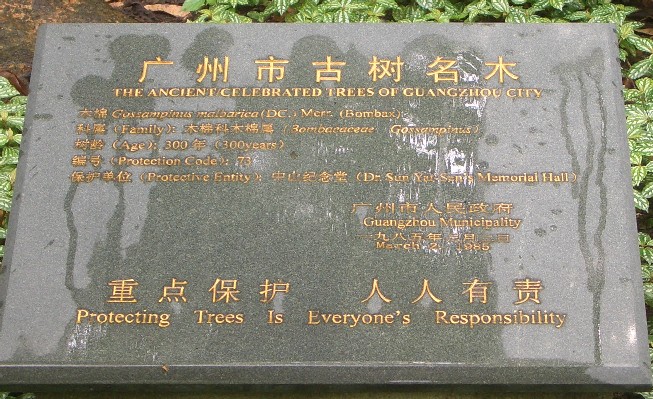 广州市古树名木
THE ANCIENT CELEBRATED TREES OF GUANGZHOU CITY
木棉 Gossampinus malbarica (DC.) Merr. (Bombax)
科属 (Family): 木棉科木棉属 (Bombacaceae Gossampinus)
树龄 (Age): 300 年 (300years)
编号 (Protection Code): 73
保护单位 (Protective Entity): 中山纪念堂 (Dr. Sun Yat-Sen's Memorial Hall)
广州市人民政府
Guangzhou Municipality
一九八五年三月二日
March 2, 1985
重点保护 人人有责
Protecting Trees Is Everyone's Responsibility